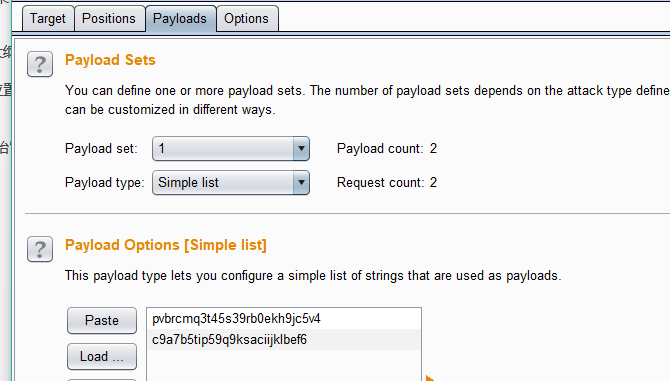 Target Positions Payloads Options
? Payload Sets
You can define one or more payload sets. The number of payload sets depends on the attack type define
can be customized in different ways.
Payload set: 1 Payload count: 2
Payload type: Simple list Request count: 2
? Payload Options [Simple list]
This payload type lets you configure a simple list of strings that are used as payloads.
Paste pvbrcmq3t45s39rb0ekh9jc5v4
c9a7b5tip59q9ksaciijklbef6
Load ...